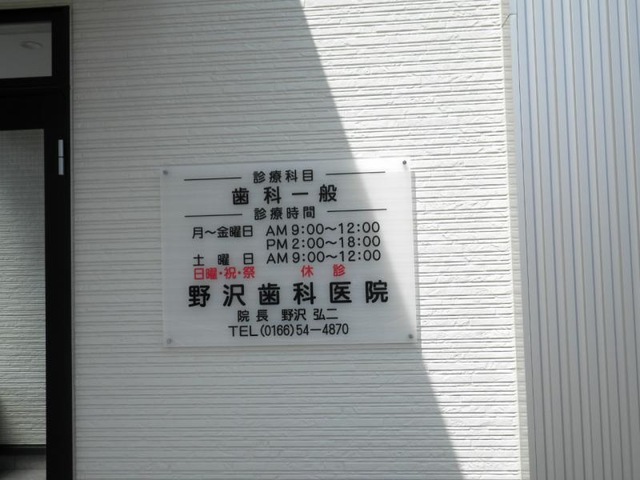 診療科目
歯科一般
診療時間
月〜金曜日 AM 9:00〜12:00
PM 2:00〜18:00
土曜日 AM 9:00〜12:00
日曜・祝・祭 休診
野沢歯科医院
院長 野沢 弘二
TEL(0166)54－4870